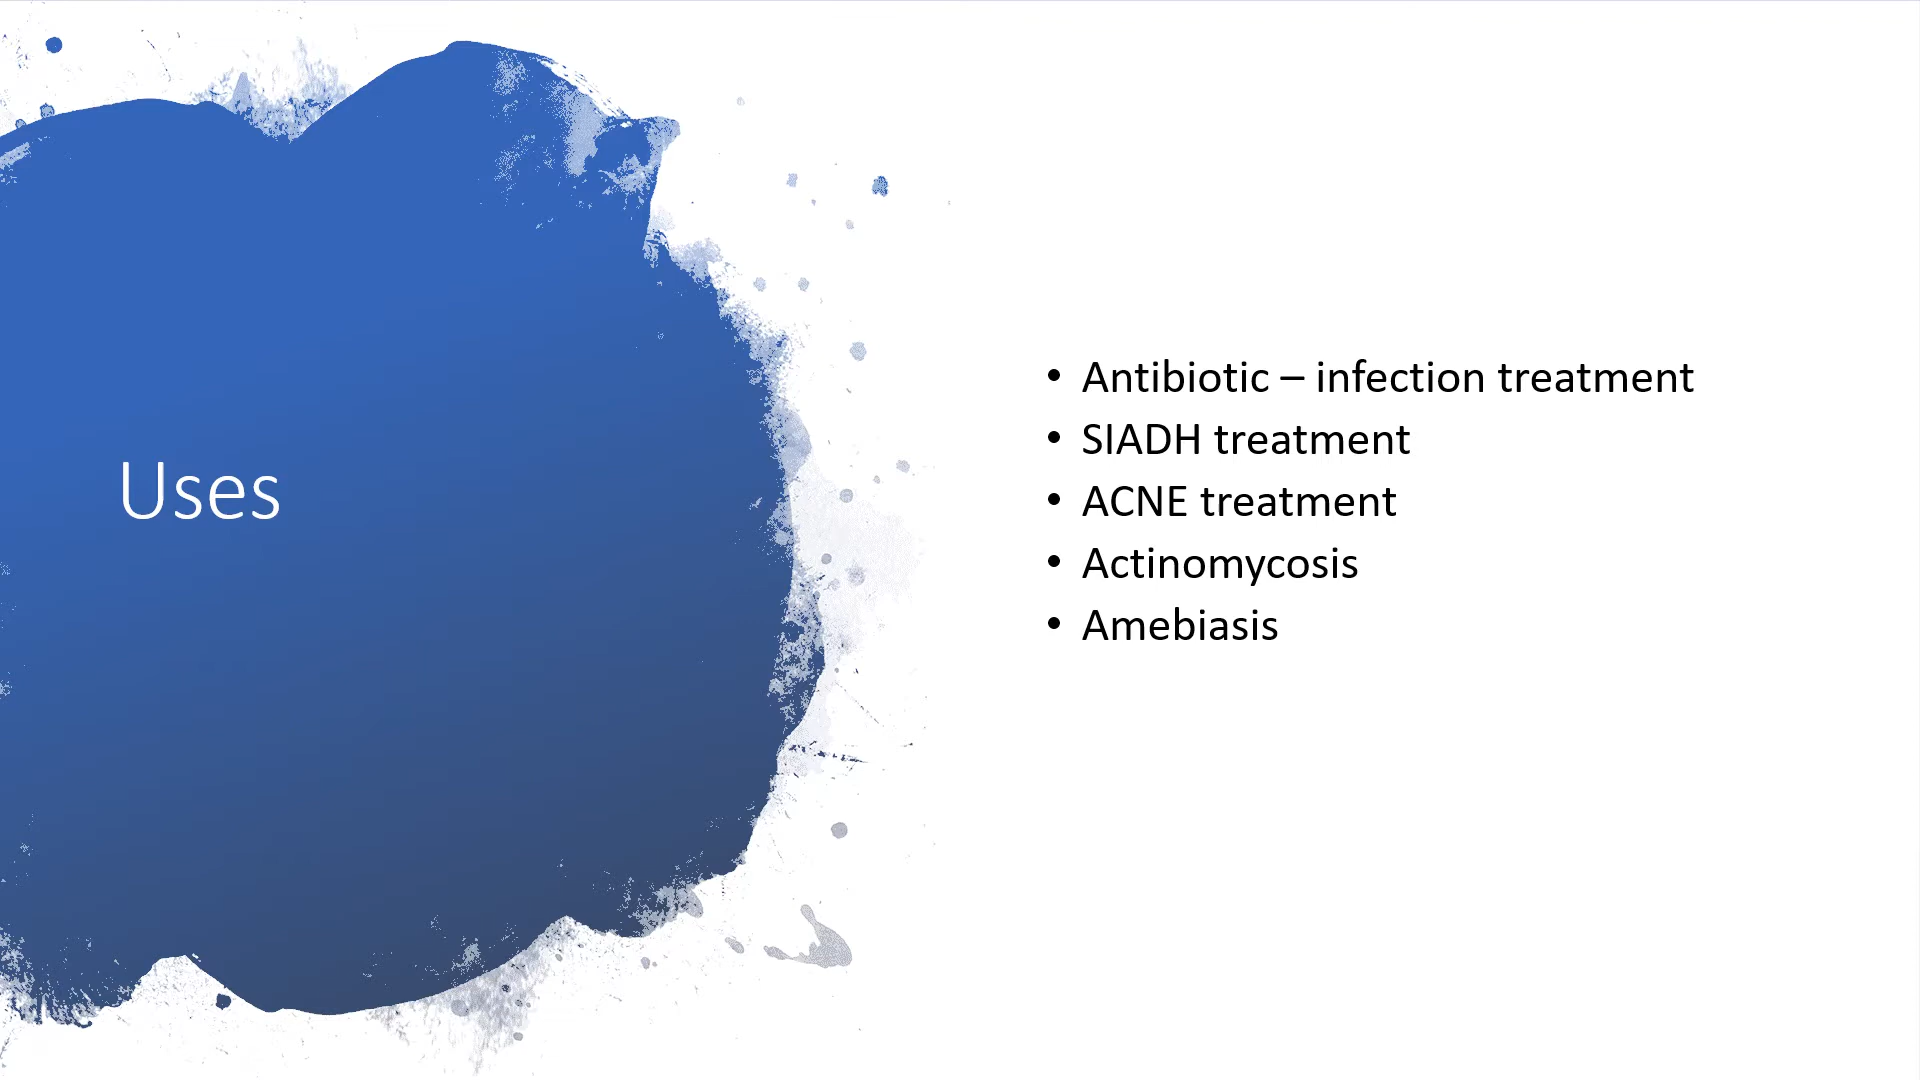 Uses
• Antibiotic – infection treatment
• SIADH treatment
• ACNE treatment
• Actinomycosis
• Amebiasis